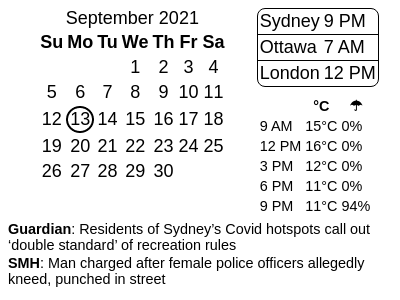 September 2021
Su Mo Tu We Th Fr Sa
1 2 3 4
5 6 7 8 9 10 11
12 13 14 15 16 17 18
19 20 21 22 23 24 25
26 27 28 29 30
Sydney 9 PM
Ottawa 7 AM
London 12 PM
°C ☂
9 AM 15°C 0%
12 PM 16°C 0%
3 PM 12°C 0%
6 PM 11°C 0%
9 PM 11°C 94%
Guardian: Residents of Sydney's Covid hotspots call out
‘double standard’ of recreation rules
SMH: Man charged after female police officers allegedly
kneed, punched in street